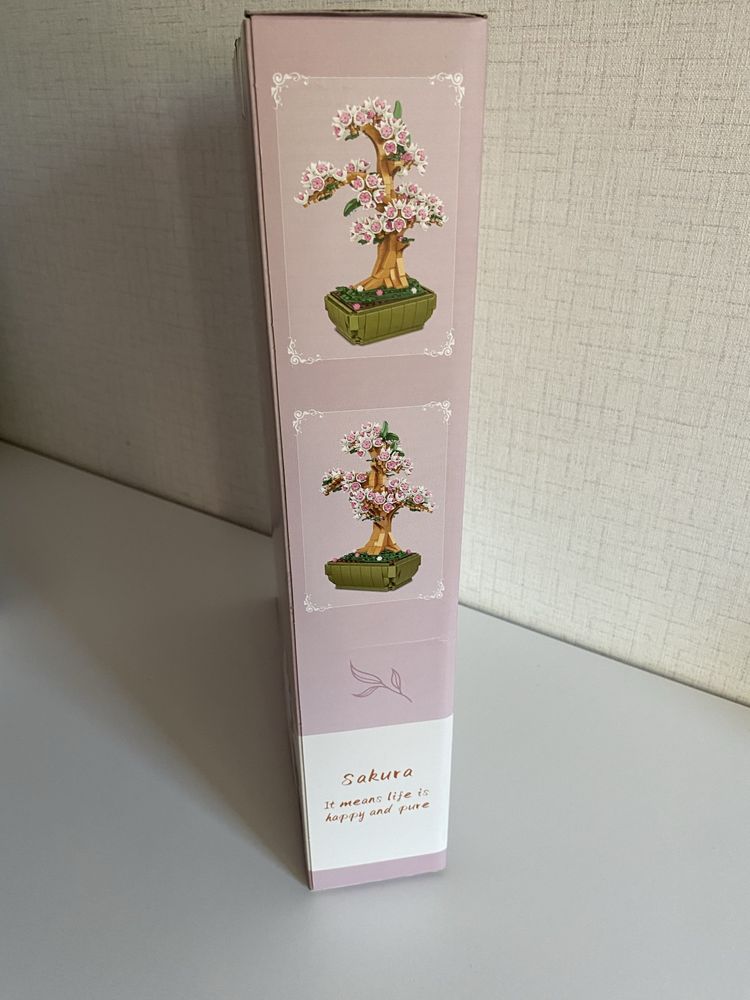 Sakura
It means life is
happy and pure